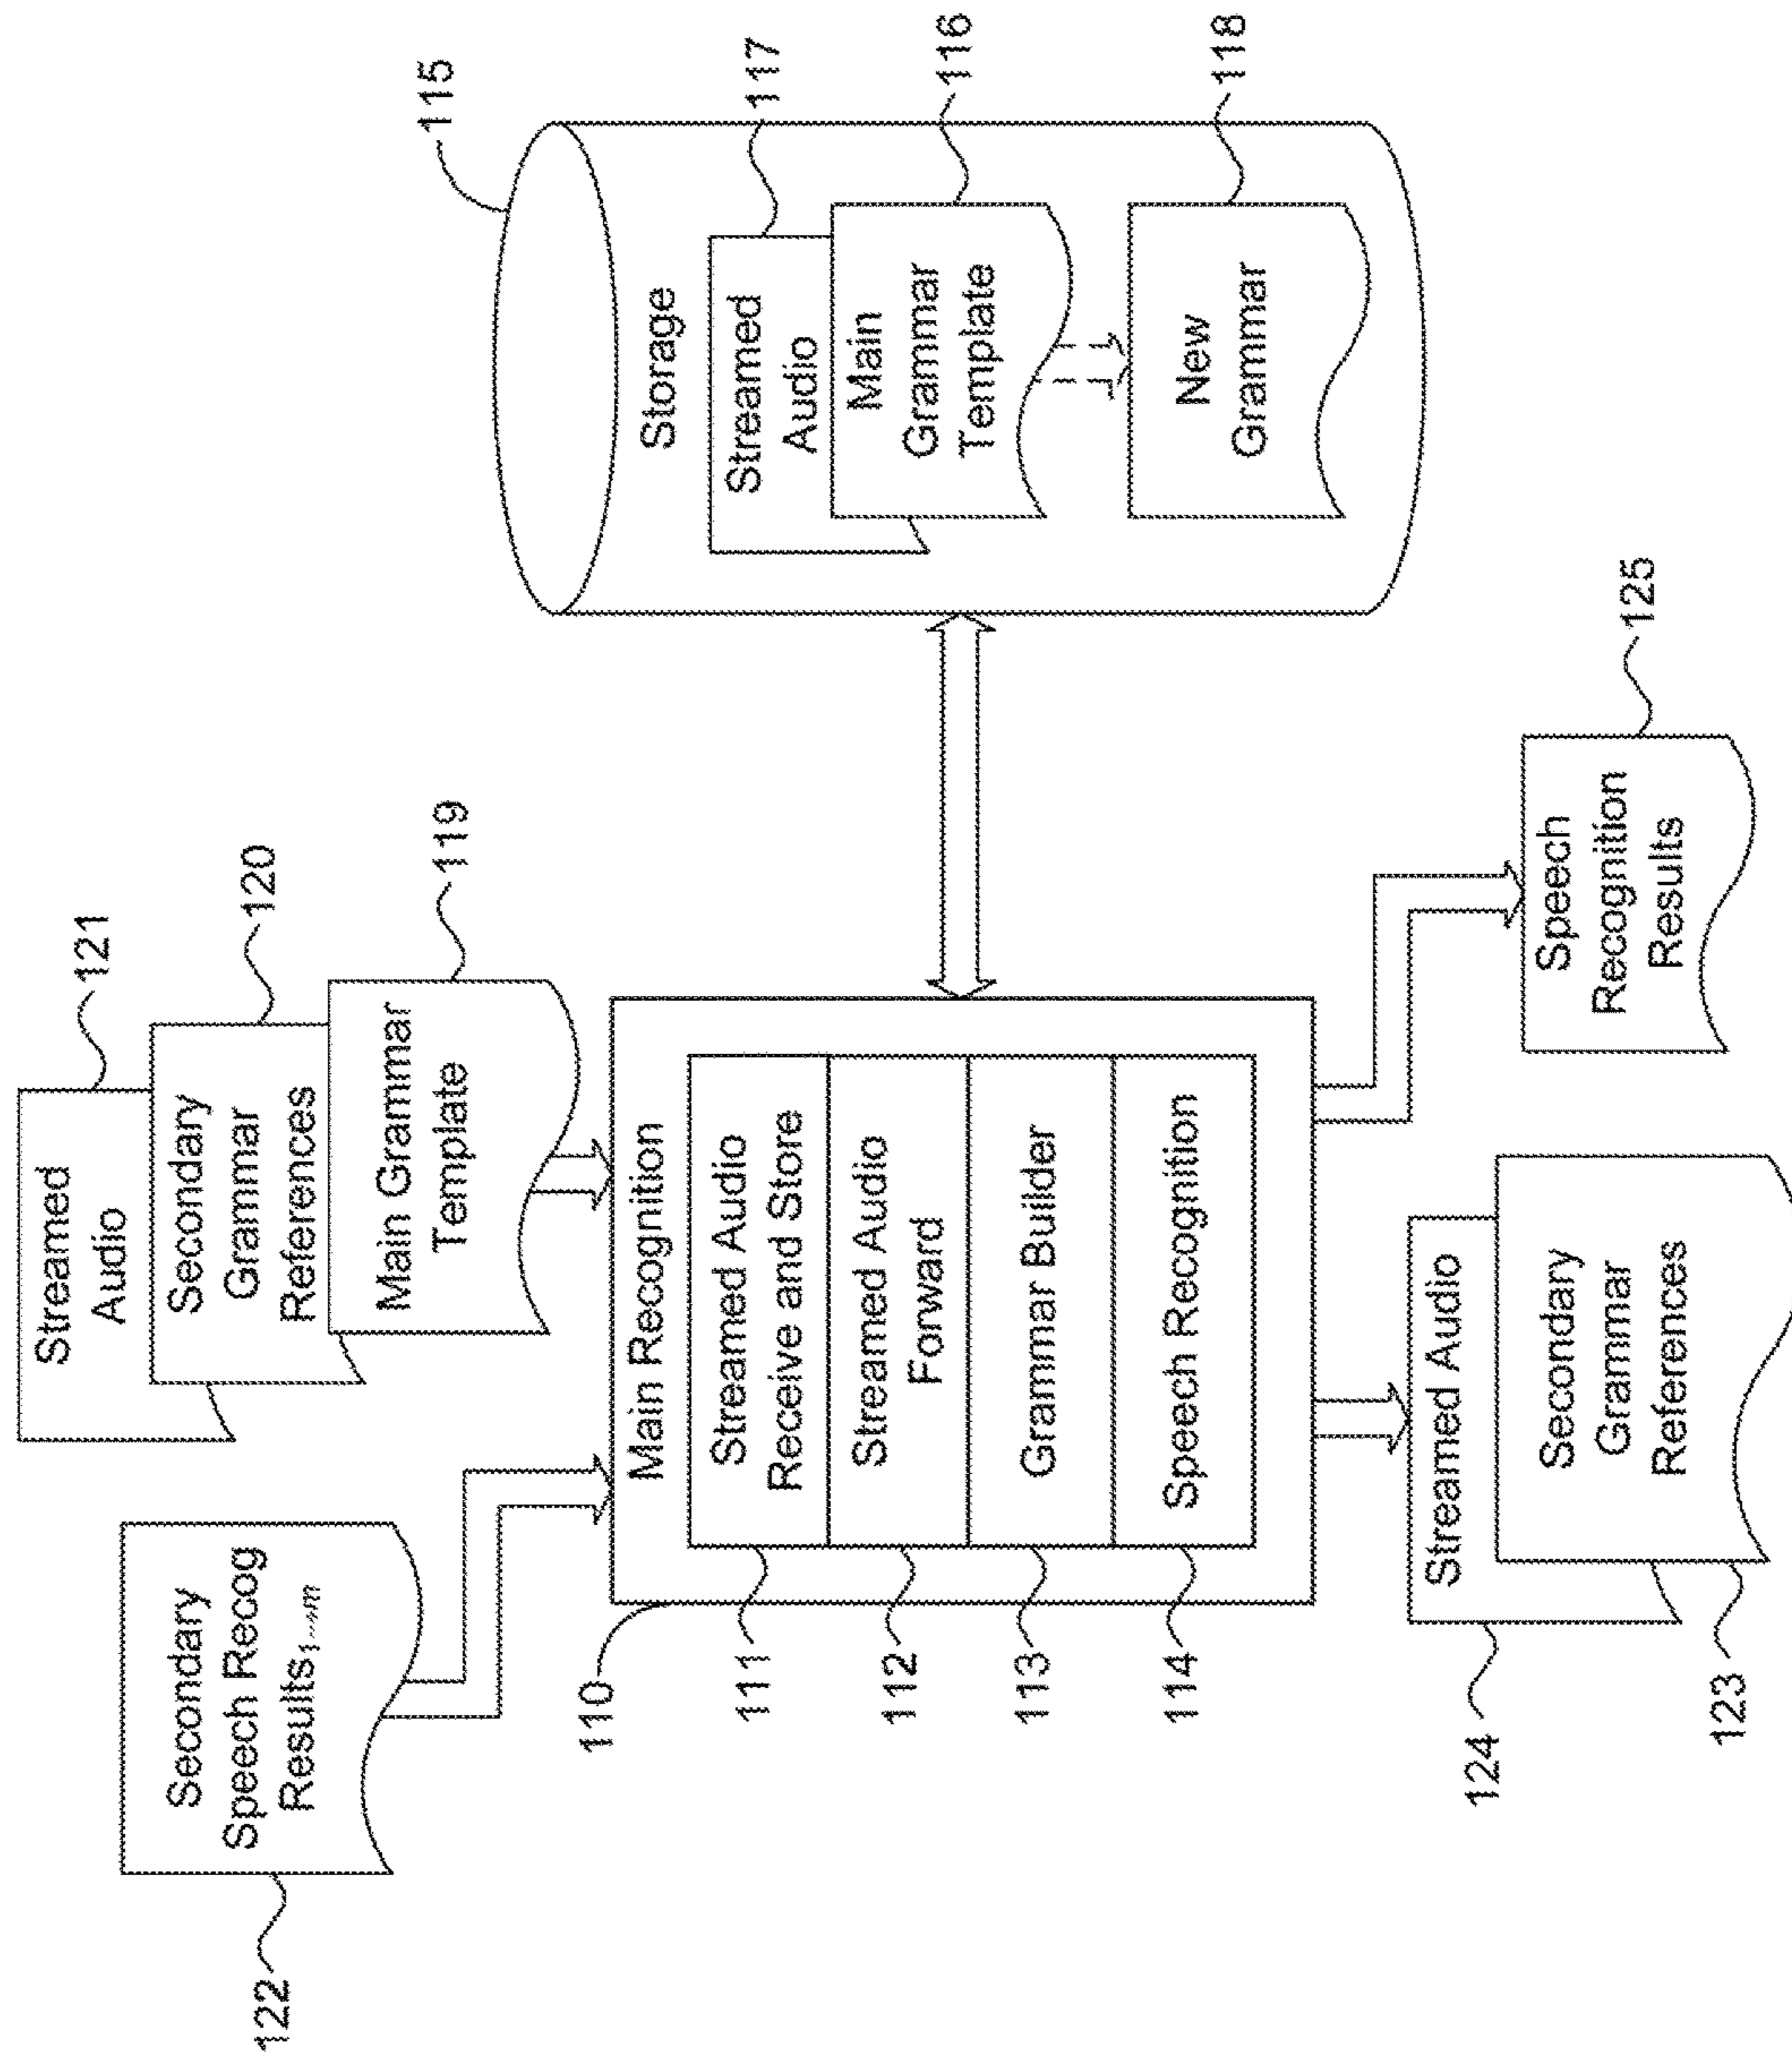 Streamed
Audio
121
Secondary
Grammar
References
120
Main Grammar
Template
119
Secondary
Speech Recog
Results1→m
122
110
Main Recognition
Streamed Audio
Receive and Store
111
Streamed Audio
Forward
112
Grammar Builder
113
Speech Recognition
114
115
Storage
Streamed
Audio
117
Main
Grammar
Template
116
New
Grammar
118
Streamed Audio
124
Secondary
Grammar
References
123
Speech
Recognition
Results
125